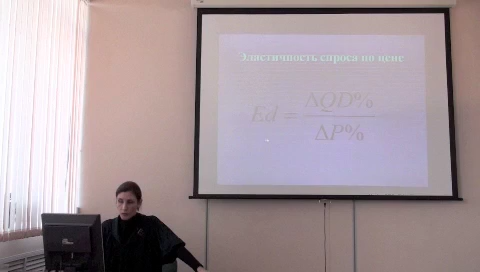 Эластичность спроса по цене
Ed = ΔQD% / ΔP%